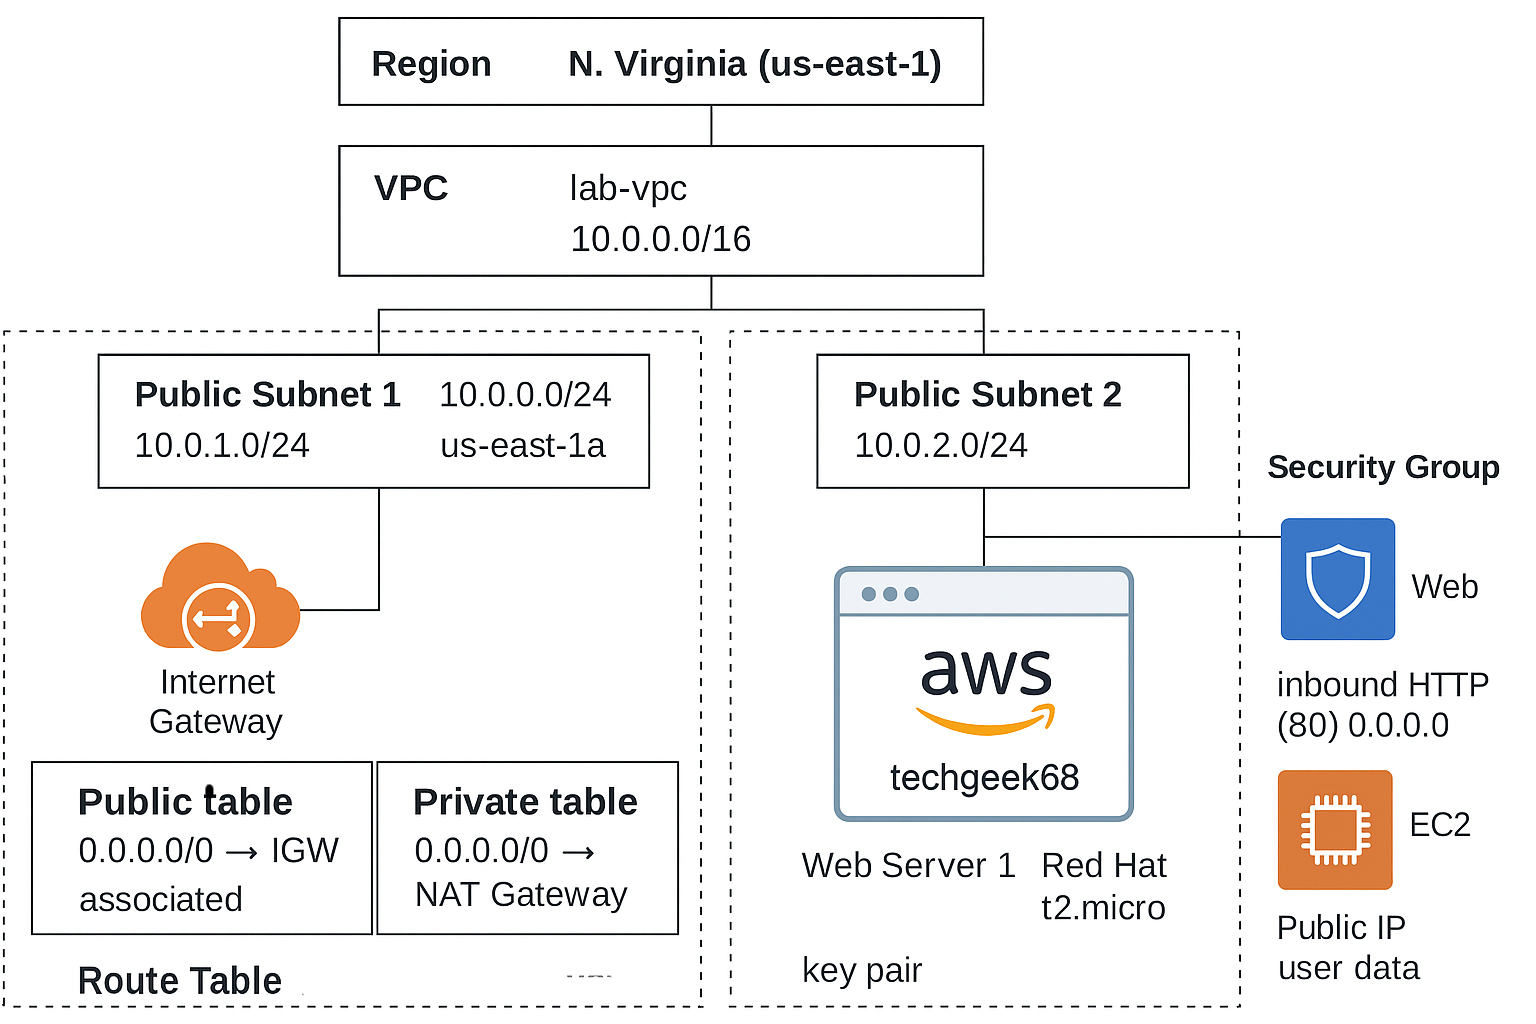 Region N. Virginia (us-east-1)
VPC lab-vpc
10.0.0.0/16
Public Subnet 1 10.0.0.0/24
10.0.1.0/24 us-east-1a
Internet
Gateway
Public table
0.0.0.0/0 → IGW
associated
Private table
0.0.0.0/0 →
NAT Gateway
Route Table
Public Subnet 2
10.0.2.0/24
aws
techgeek68
Web Server 1 Red Hat
t2.micro
key pair
Security Group
Web
inbound HTTP
(80) 0.0.0.0
EC2
Public IP
user data